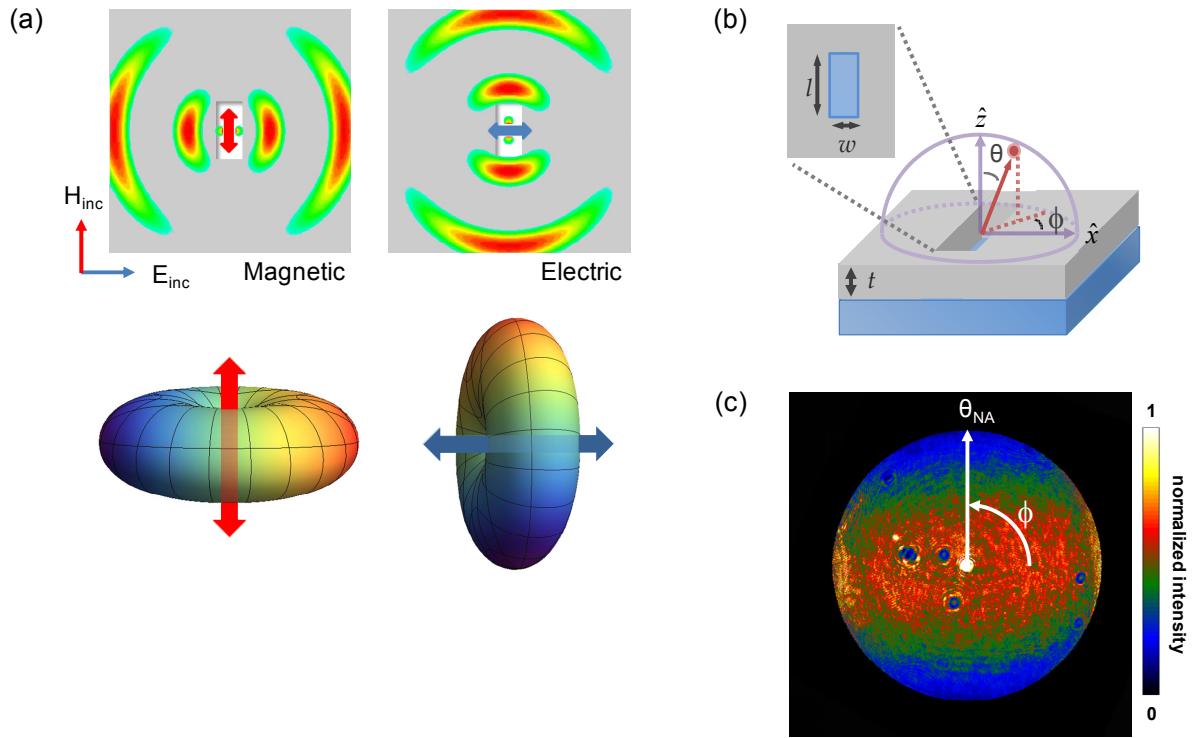 (a)
H_inc
E_inc
Magnetic
Electric
(b)
l
w
ẑ
θ
ϕ
x̂
t
(c)
θ_NA
ϕ
1
normalized intensity
0